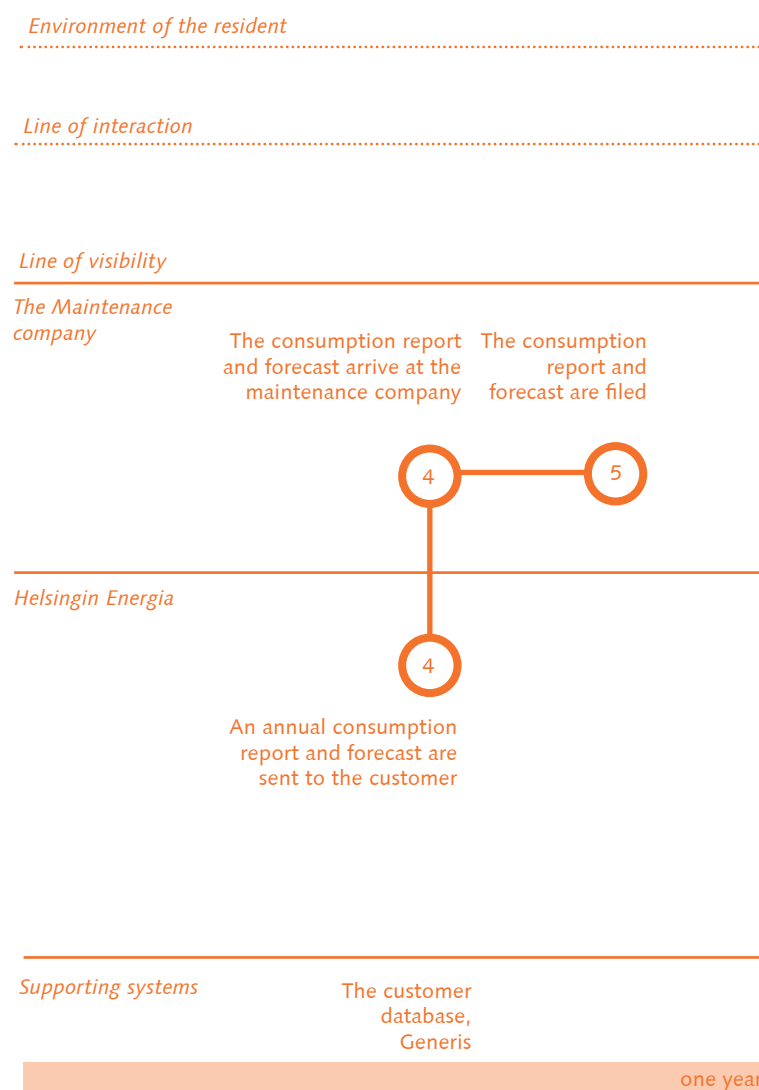 Environment of the resident
Line of interaction
Line of visibility
The Maintenance
company
The consumption report
and forecast arrive at the
maintenance company
The consumption
report and
forecast are filed
4
5
Helsingin Energia
4
An annual consumption
report and forecast are
sent to the customer
Supporting systems
The customer
database,
Generis
one year